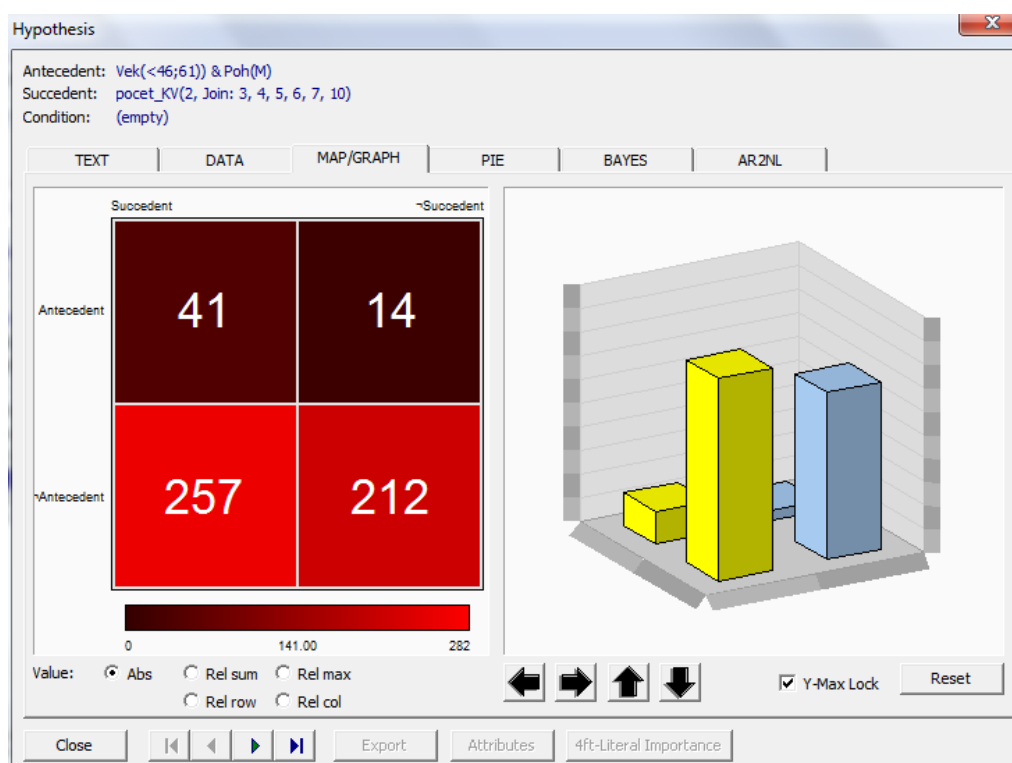 Hypothesis
Antecedent: Vek(<46;61)) & Poh(M)
Succedent: pocet_KV(2, Join: 3, 4, 5, 6, 7, 10)
Condition: (empty)
TEXT DATA MAP/GRAPH PIE BAYES AR2NL
Succedent ¬Succedent
Antecedent 41 14
¬Antecedent 257 212
0 141.00 282
Value: Abs Rel sum Rel max
Rel row Rel col
Y-Max Lock Reset
Close Export Attributes 4ft-Literal Importance